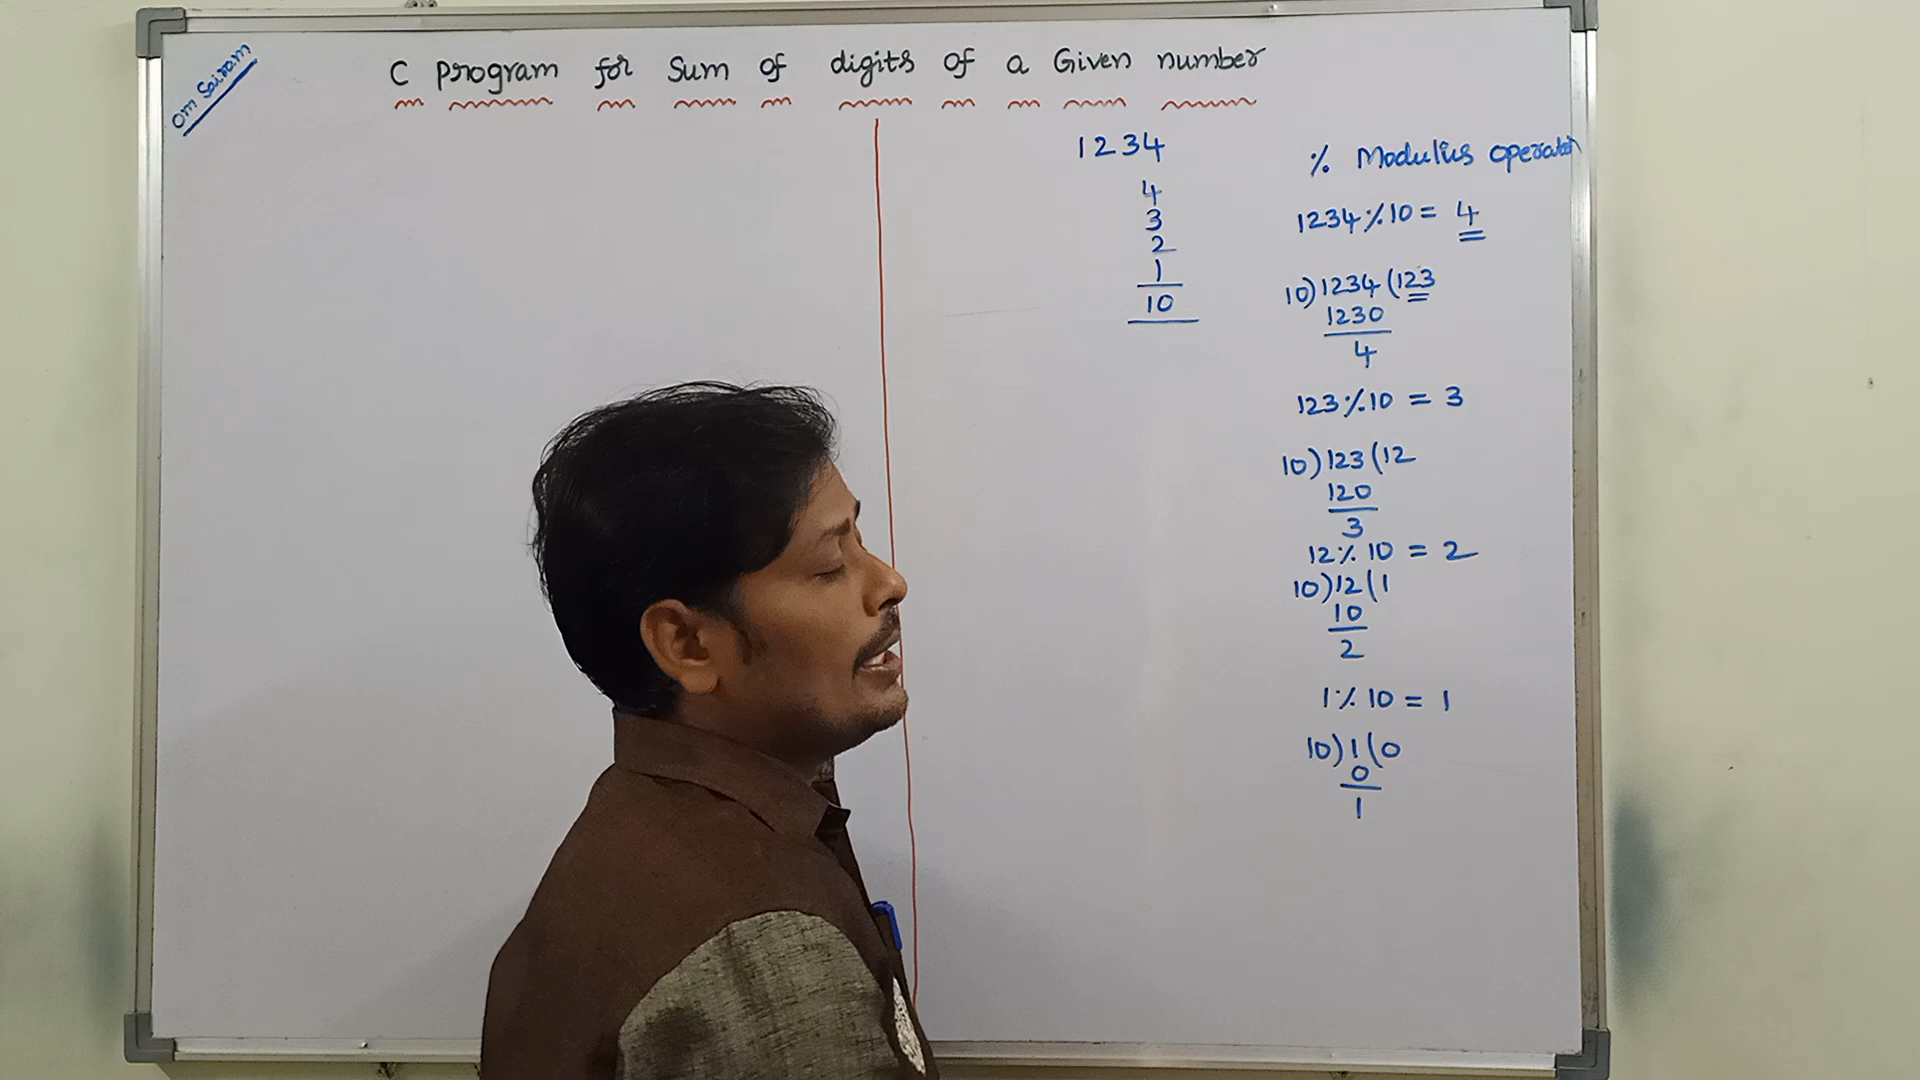 Om Sairam
C program for Sum of digits of a Given number
1234
4
3
2
1
10
% Modulus operator
1234%10 = 4
10)1234(123
1230
4
123%10 = 3
10)123(12
120
3
12%10 = 2
10)12(1
10
2
1%10 = 1
10)1(0
0
1